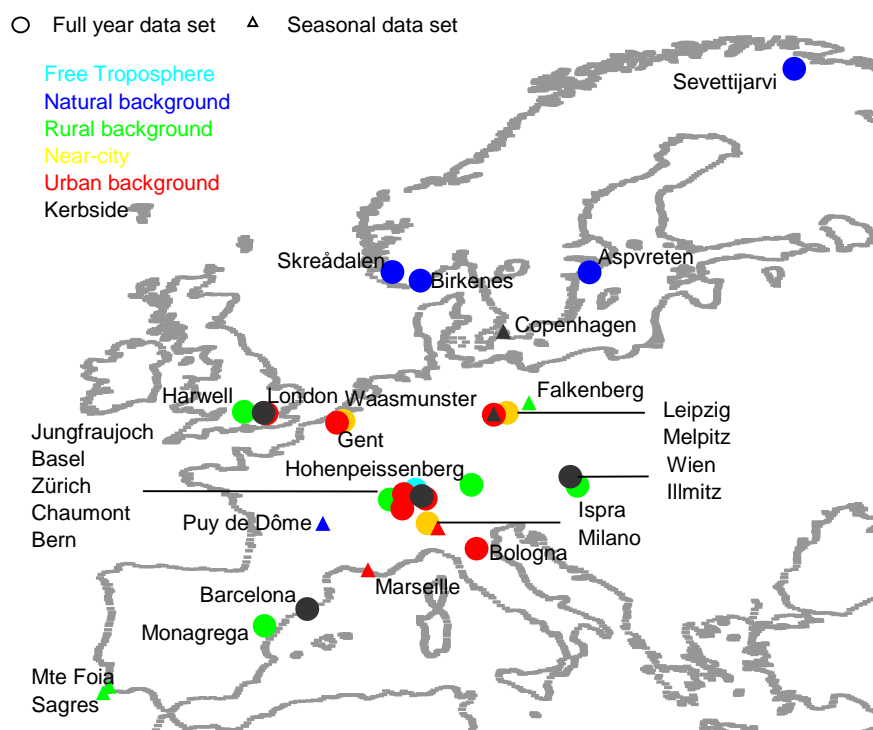 Full year data set Seasonal data set
Free Troposphere
Natural background
Rural background
Near-city
Urban background
Kerbside
Sevettijarvi
Skreådalen
Birkenes
Aspvreten
Copenhagen
Harwell
London
Waasmunster
Falkenberg
Gent
Leipzig
Melpitz
Jungfraujoch
Basel
Zürich
Chaumont
Bern
Hohenpeissenberg
Wien
Illmitz
Ispra
Milano
Puy de Dôme
Bologna
Marseille
Barcelona
Monagrega
Mte Foia
Sagres